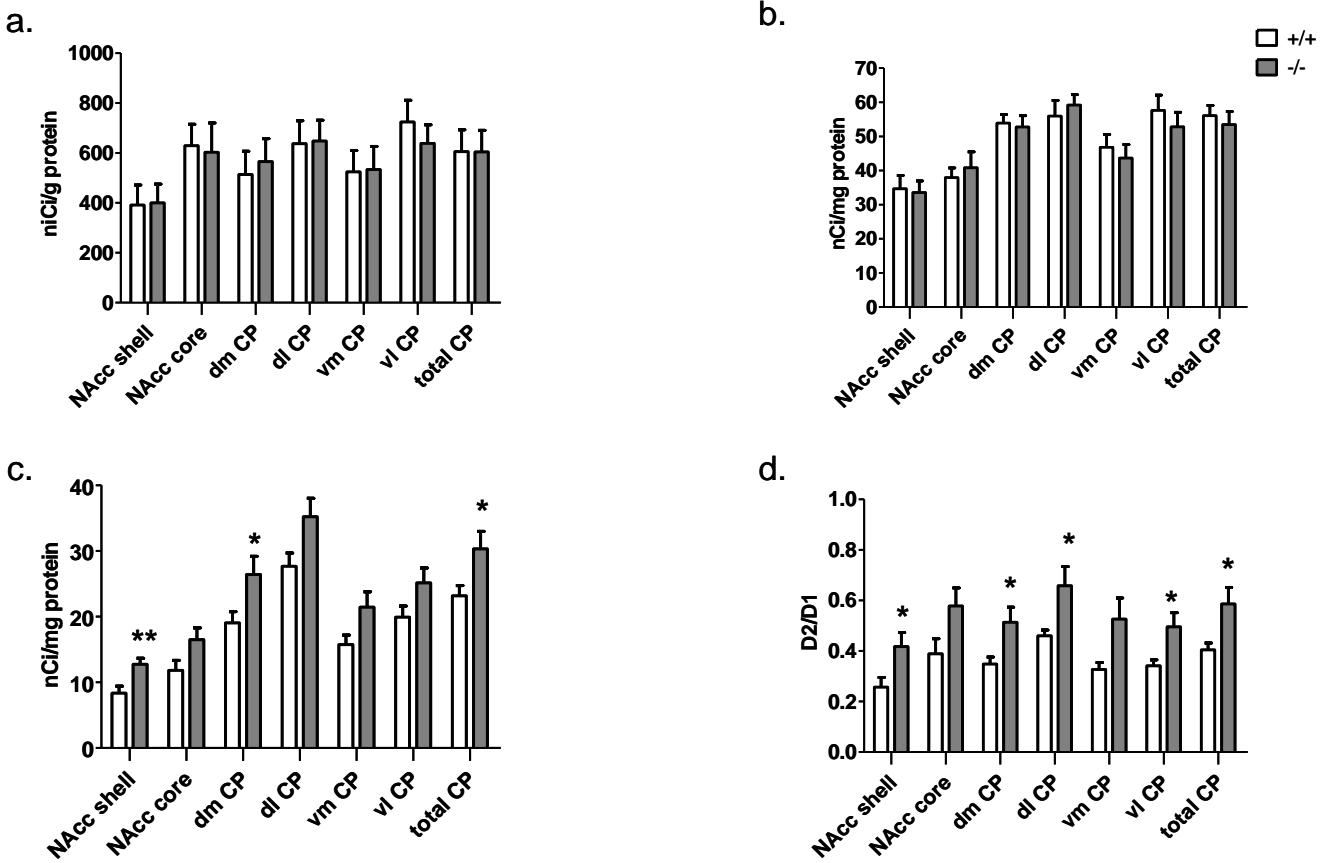 a.
1000
800
600
400
200
0
niCi/g protein
NAcc shell
NAcc core
dm CP
dl CP
vm CP
vl CP
total CP
b.
+/+
-/-
70
60
50
40
30
20
10
0
nCi/mg protein
NAcc shell
NAcc core
dm CP
dl CP
vm CP
vl CP
total CP
c.
40
30
20
10
0
nCi/mg protein
**
*
*
NAcc shell
NAcc core
dm CP
dl CP
vm CP
vl CP
total CP
d.
1.0
0.8
0.6
0.4
0.2
0.0
D2/D1
*
*
*
*
*
NAcc shell
NAcc core
dm CP
dl CP
vm CP
vl CP
total CP